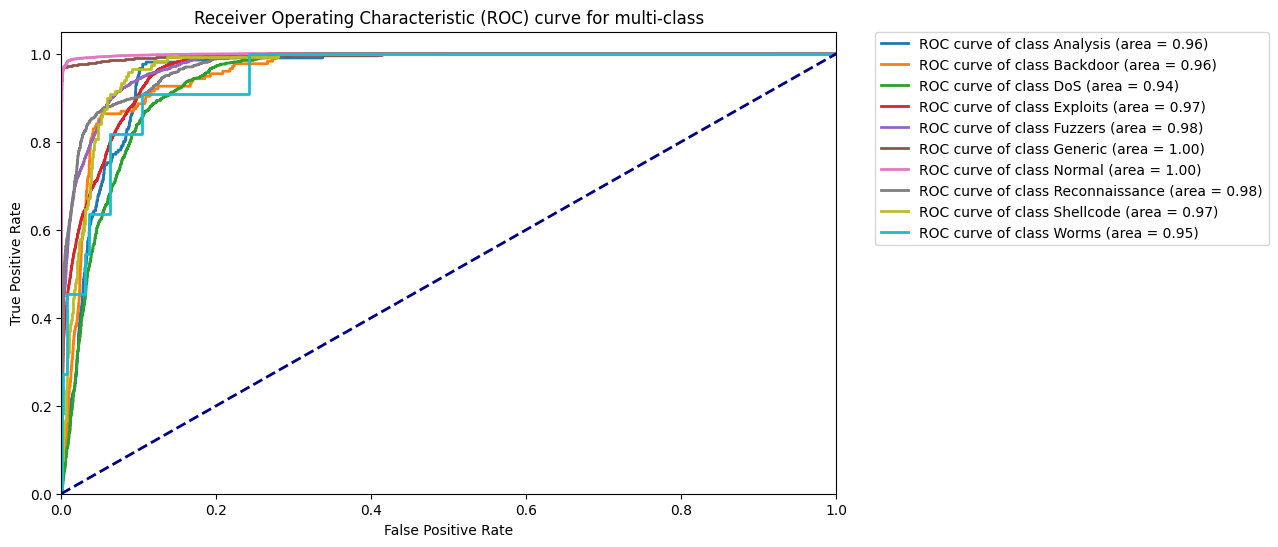 Receiver Operating Characteristic (ROC) curve for multi-class
True Positive Rate
1.0
0.8
0.6
0.4
0.2
0.0
0.0 0.2 0.4 0.6 0.8 1.0
False Positive Rate
ROC curve of class Analysis (area = 0.96)
ROC curve of class Backdoor (area = 0.96)
ROC curve of class DoS (area = 0.94)
ROC curve of class Exploits (area = 0.97)
ROC curve of class Fuzzers (area = 0.98)
ROC curve of class Generic (area = 1.00)
ROC curve of class Normal (area = 1.00)
ROC curve of class Reconnaissance (area = 0.98)
ROC curve of class Shellcode (area = 0.97)
ROC curve of class Worms (area = 0.95)